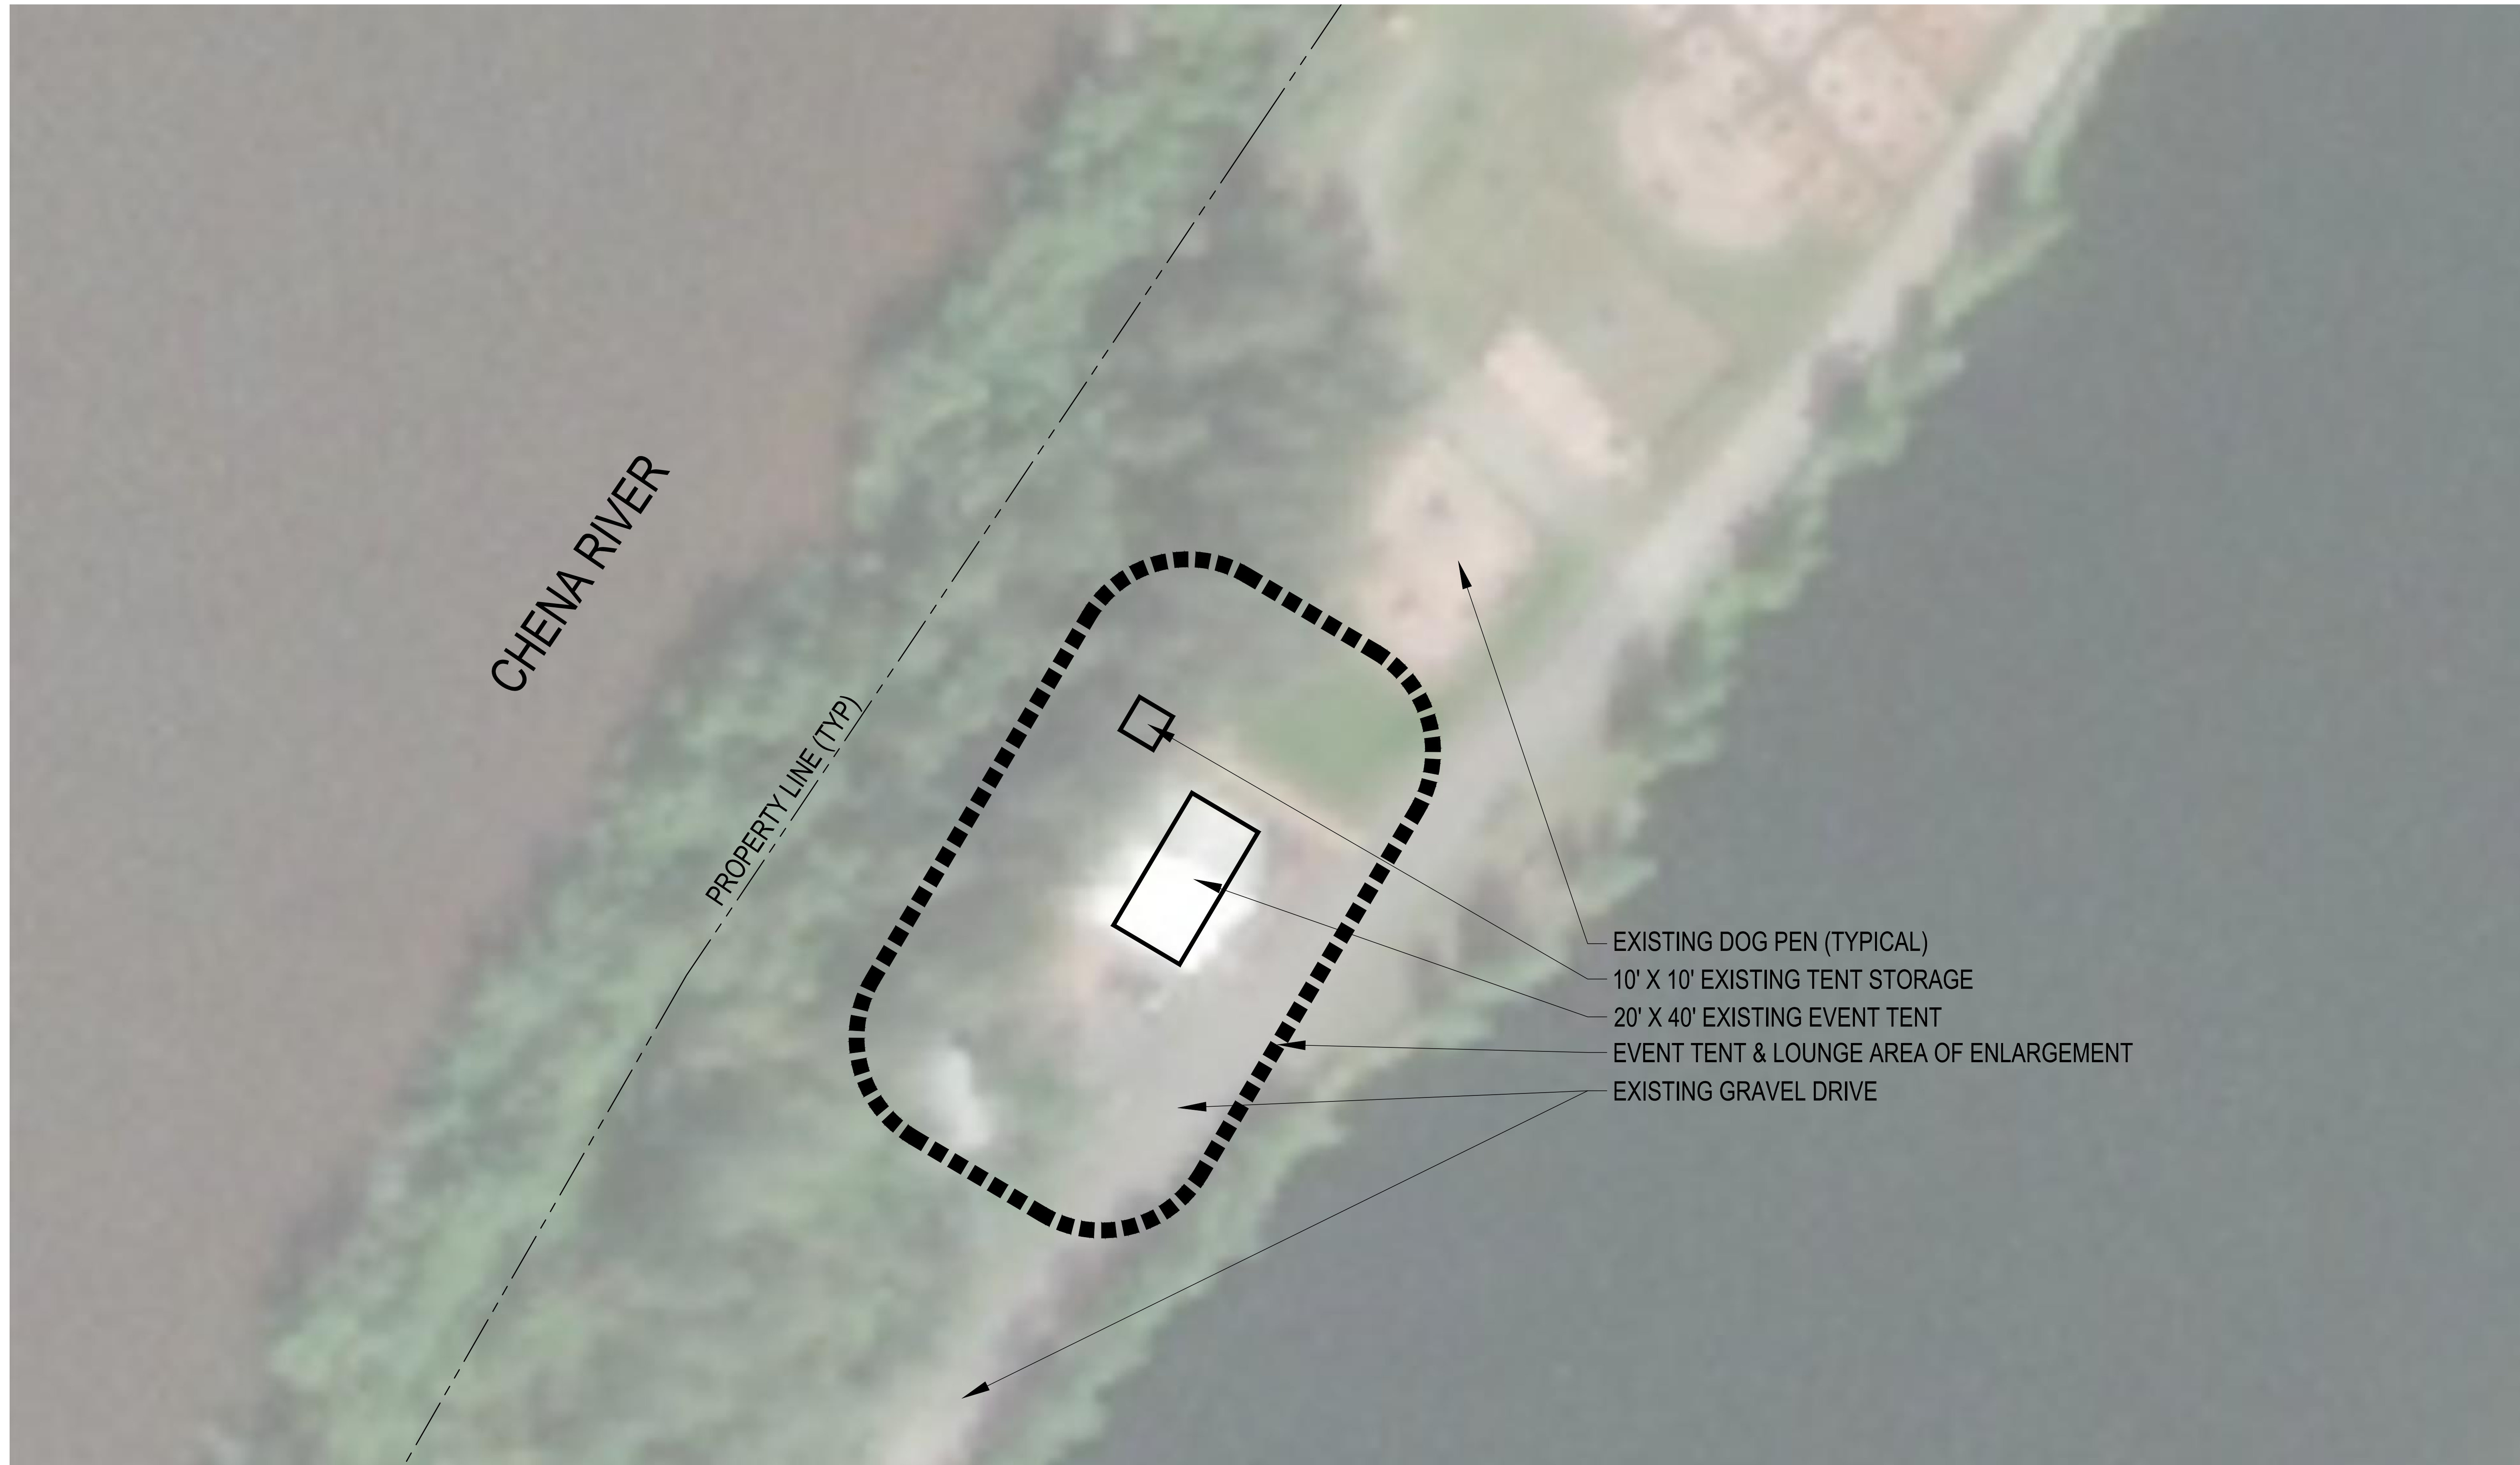 CHENA RIVER
PROPERTY LINE (TYP)
EXISTING DOG PEN (TYPICAL)
10' X 10' EXISTING TENT STORAGE
20' X 40' EXISTING EVENT TENT
EVENT TENT & LOUNGE AREA OF ENLARGEMENT
EXISTING GRAVEL DRIVE